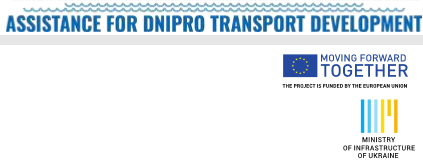 ASSISTANCE FOR DNIPRO TRANSPORT DEVELOPMENT
MOVING FORWARD
TOGETHER
THE PROJECT IS FUNDED BY THE EUROPEAN UNION
MINISTRY
OF INFRASTRUCTURE
OF UKRAINE